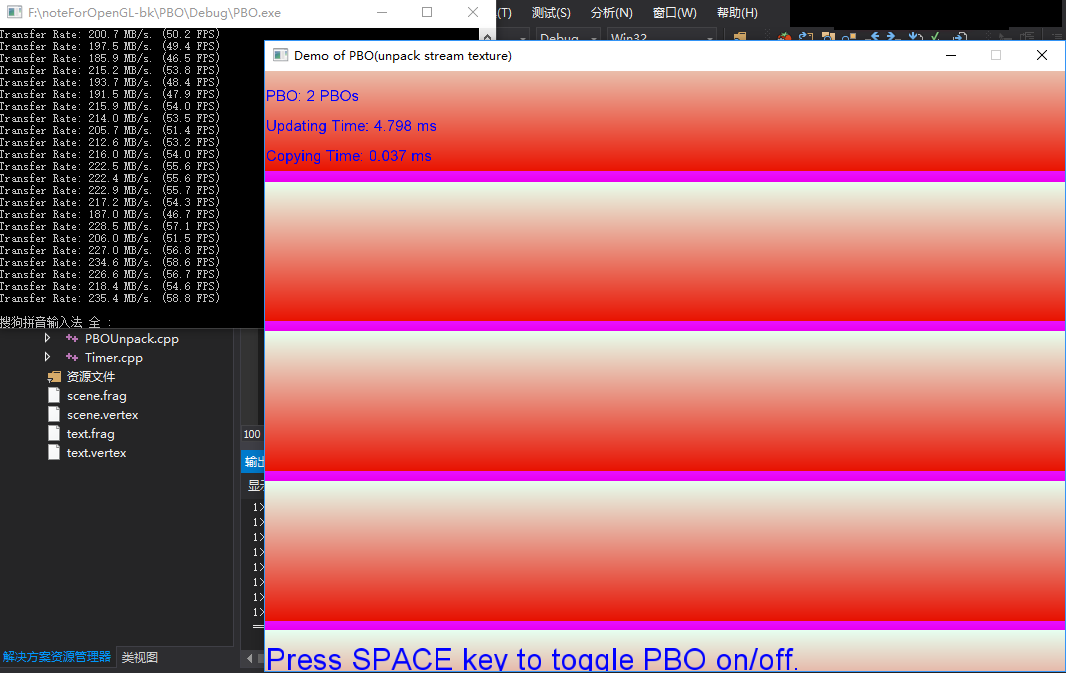 F:\noteForOpenGL-bk\PBO\Debug\PBO.exe
(T) 测试(S) 分析(N) 窗口(W) 帮助(H)
Debug Win32
Transfer Rate: 200.7 MB/s. (50.2 FPS)
Transfer Rate: 197.5 MB/s. (49.4 FPS)
Transfer Rate: 185.9 MB/s. (46.5 FPS)
Transfer Rate: 215.2 MB/s. (53.8 FPS)
Transfer Rate: 193.7 MB/s. (48.4 FPS)
Transfer Rate: 191.5 MB/s. (47.9 FPS)
Transfer Rate: 215.9 MB/s. (54.0 FPS)
Transfer Rate: 214.0 MB/s. (53.5 FPS)
Transfer Rate: 205.7 MB/s. (51.4 FPS)
Transfer Rate: 212.6 MB/s. (53.2 FPS)
Transfer Rate: 216.0 MB/s. (54.0 FPS)
Transfer Rate: 222.5 MB/s. (55.6 FPS)
Transfer Rate: 222.4 MB/s. (55.6 FPS)
Transfer Rate: 222.9 MB/s. (55.7 FPS)
Transfer Rate: 217.2 MB/s. (54.3 FPS)
Transfer Rate: 187.0 MB/s. (46.7 FPS)
Transfer Rate: 228.5 MB/s. (57.1 FPS)
Transfer Rate: 206.0 MB/s. (51.5 FPS)
Transfer Rate: 227.0 MB/s. (56.8 FPS)
Transfer Rate: 234.6 MB/s. (58.6 FPS)
Transfer Rate: 226.6 MB/s. (56.7 FPS)
Transfer Rate: 218.4 MB/s. (54.6 FPS)
Transfer Rate: 235.4 MB/s. (58.8 FPS)
搜狗拼音输入法 全 :
PBOUnpack.cpp
Timer.cpp
资源文件
scene.frag
scene.vertex
text.frag
text.vertex
解决方案资源管理器 类视图
100
输出
显示
1>
1>
1>
1>
1>
1>
1>
1>
Demo of PBO(unpack stream texture)
PBO: 2 PBOs
Updating Time: 4.798 ms
Copying Time: 0.037 ms
Press SPACE key to toggle PBO on/off.